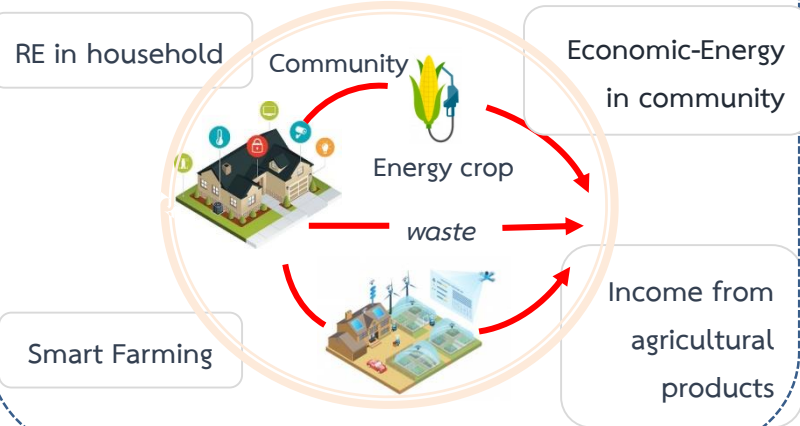 RE in household
Community
Economic-Energy
in community
Energy crop
waste
Smart Farming
Income from
agricultural
products